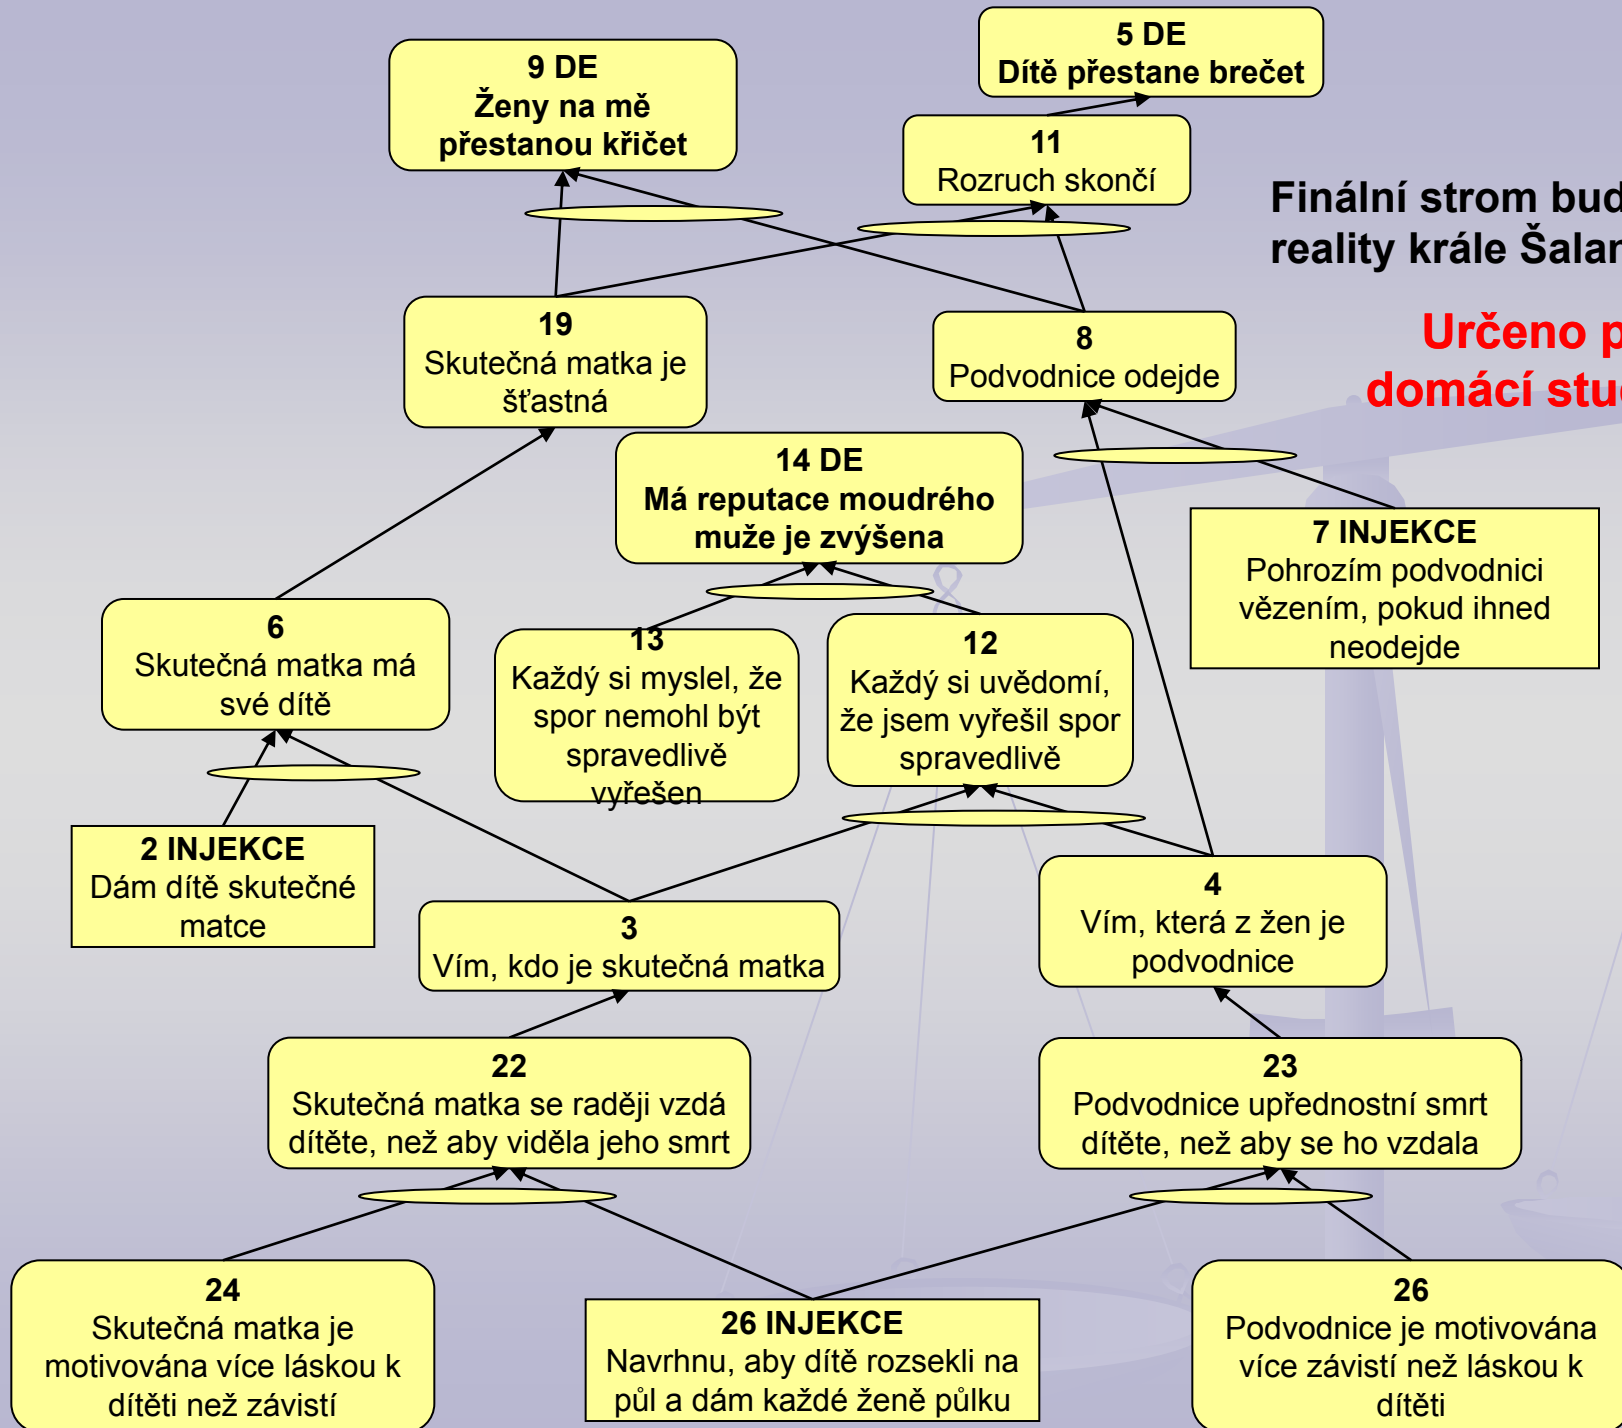 5 DE
Dítě přestane brečet
9 DE
Ženy na mě
přestanou křičet
11
Rozruch skončí
Finální strom
reality krále
Určeno
domácí
19
Skutečná matka je
šťastná
8
Podvodnice odejde
14 DE
Má reputace moudrého
muže je zvýšena
7 INJEKCE
Pohrozím podvodnici
vězením, pokud ihned
neodejde
6
Skutečná matka má
své dítě
13
Každý si myslel, že
spor nemohl být
spravedlivě
vyřešen
12
Každý si uvědomí,
že jsem vyřešil spor
spravedlivě
2 INJEKCE
Dám dítě skutečné
matce
3
Vím, kdo je skutečná matka
4
Vím, která z žen je
podvodnice
22
Skutečná matka se raději vzdá
dítěte, než aby viděla jeho smrt
23
Podvodnice upřednostní smrt
dítěte, než aby se ho vzdala
24
Skutečná matka je
motivována více láskou k
dítěti než závistí
26 INJEKCE
Navrhnu, aby dítě rozsekli na
půl a dám každé ženě půlku
26
Podvodnice je motivována
více závistí než láskou k
dítěti